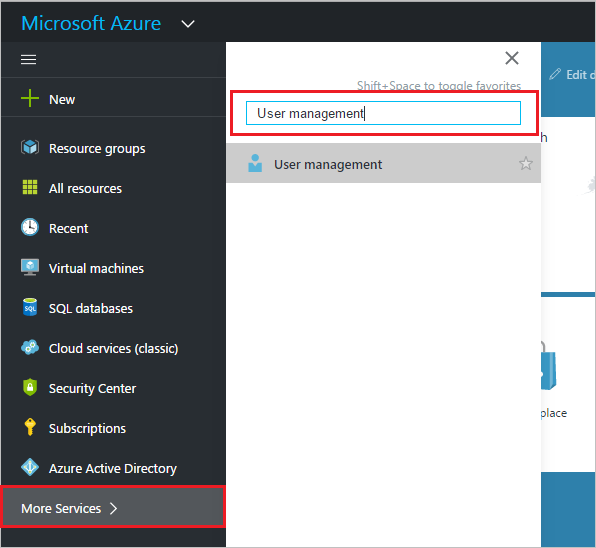 Microsoft Azure
Shift+Space to toggle favorites
Edit d
New
User management
h
Resource groups
User management
All resources
Recent
Virtual machines
SQL databases
Cloud services (classic)
Security Center
place
Subscriptions
Azure Active Directory
More Services